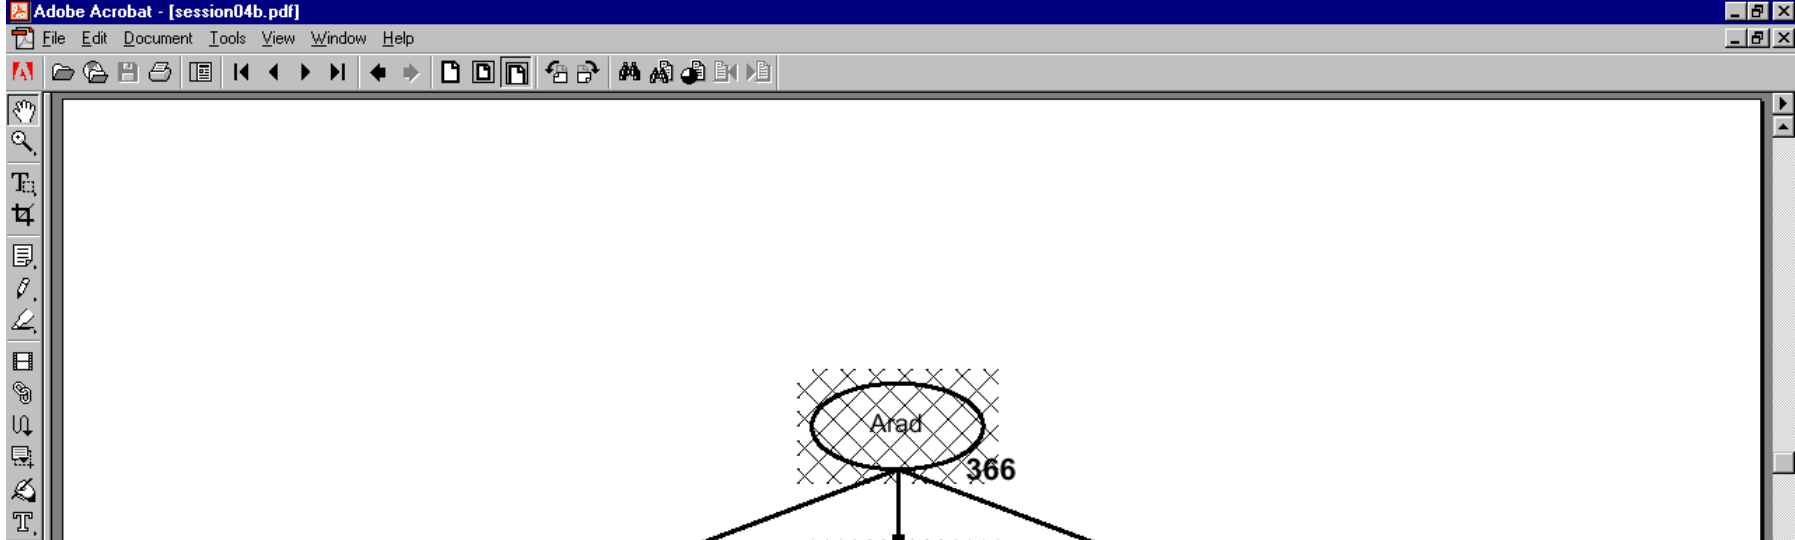 Adobe Acrobat - [session04b.pdf]
File Edit Document Tools View Window Help
Arad
366